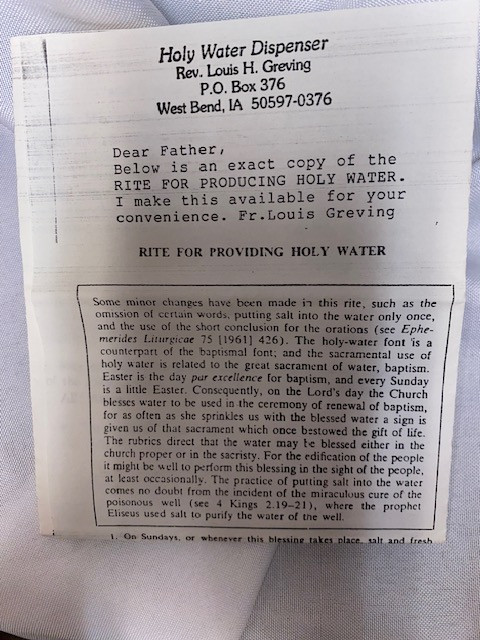 Holy Water Dispenser
Rev. Louis H. Greving
P.O. Box 376
West Bend, IA 50597-0376
Dear Father,
Below is an exact copy of the
RITE FOR PRODUCING HOLY WATER.
I make this available for your
convenience. Fr.Louis Greving
RITE FOR PROVIDING HOLY WATER
Some minor changes have been made in this rite, such as the
omission of certain words, putting salt into the water only once,
and the use of the short conclusion for the orations (see Ephe-
merides Liturgicae 75 [1961] 426). The holy-water font is a
counterpart of the baptismal font; and the sacramental use of
holy water is related to the great sacrament of water, baptism.
Easter is the day par excellence for baptism, and every Sunday
is a little Easter. Consequently, on the Lord's day the Church
blesses water to be used in the ceremony of renewal of baptism,
for as often as she sprinkles us with the blessed water a sign is
given us of that sacrament which once bestowed the gift of life.
The rubrics direct that the water may be blessed either in the
church proper or in the sacristy. For the edification of the people
it might be well to perform this blessing in the sight of the people,
at least occasionally. The practice of putting salt into the water
comes no doubt from the incident of the miraculous cure of the
poisonous well (see 4 Kings 2.19-21), where the prophet
Eliseus used salt to purify the water of the well.
1. On Sundays, or whenever this blessing takes place, salt and fresh